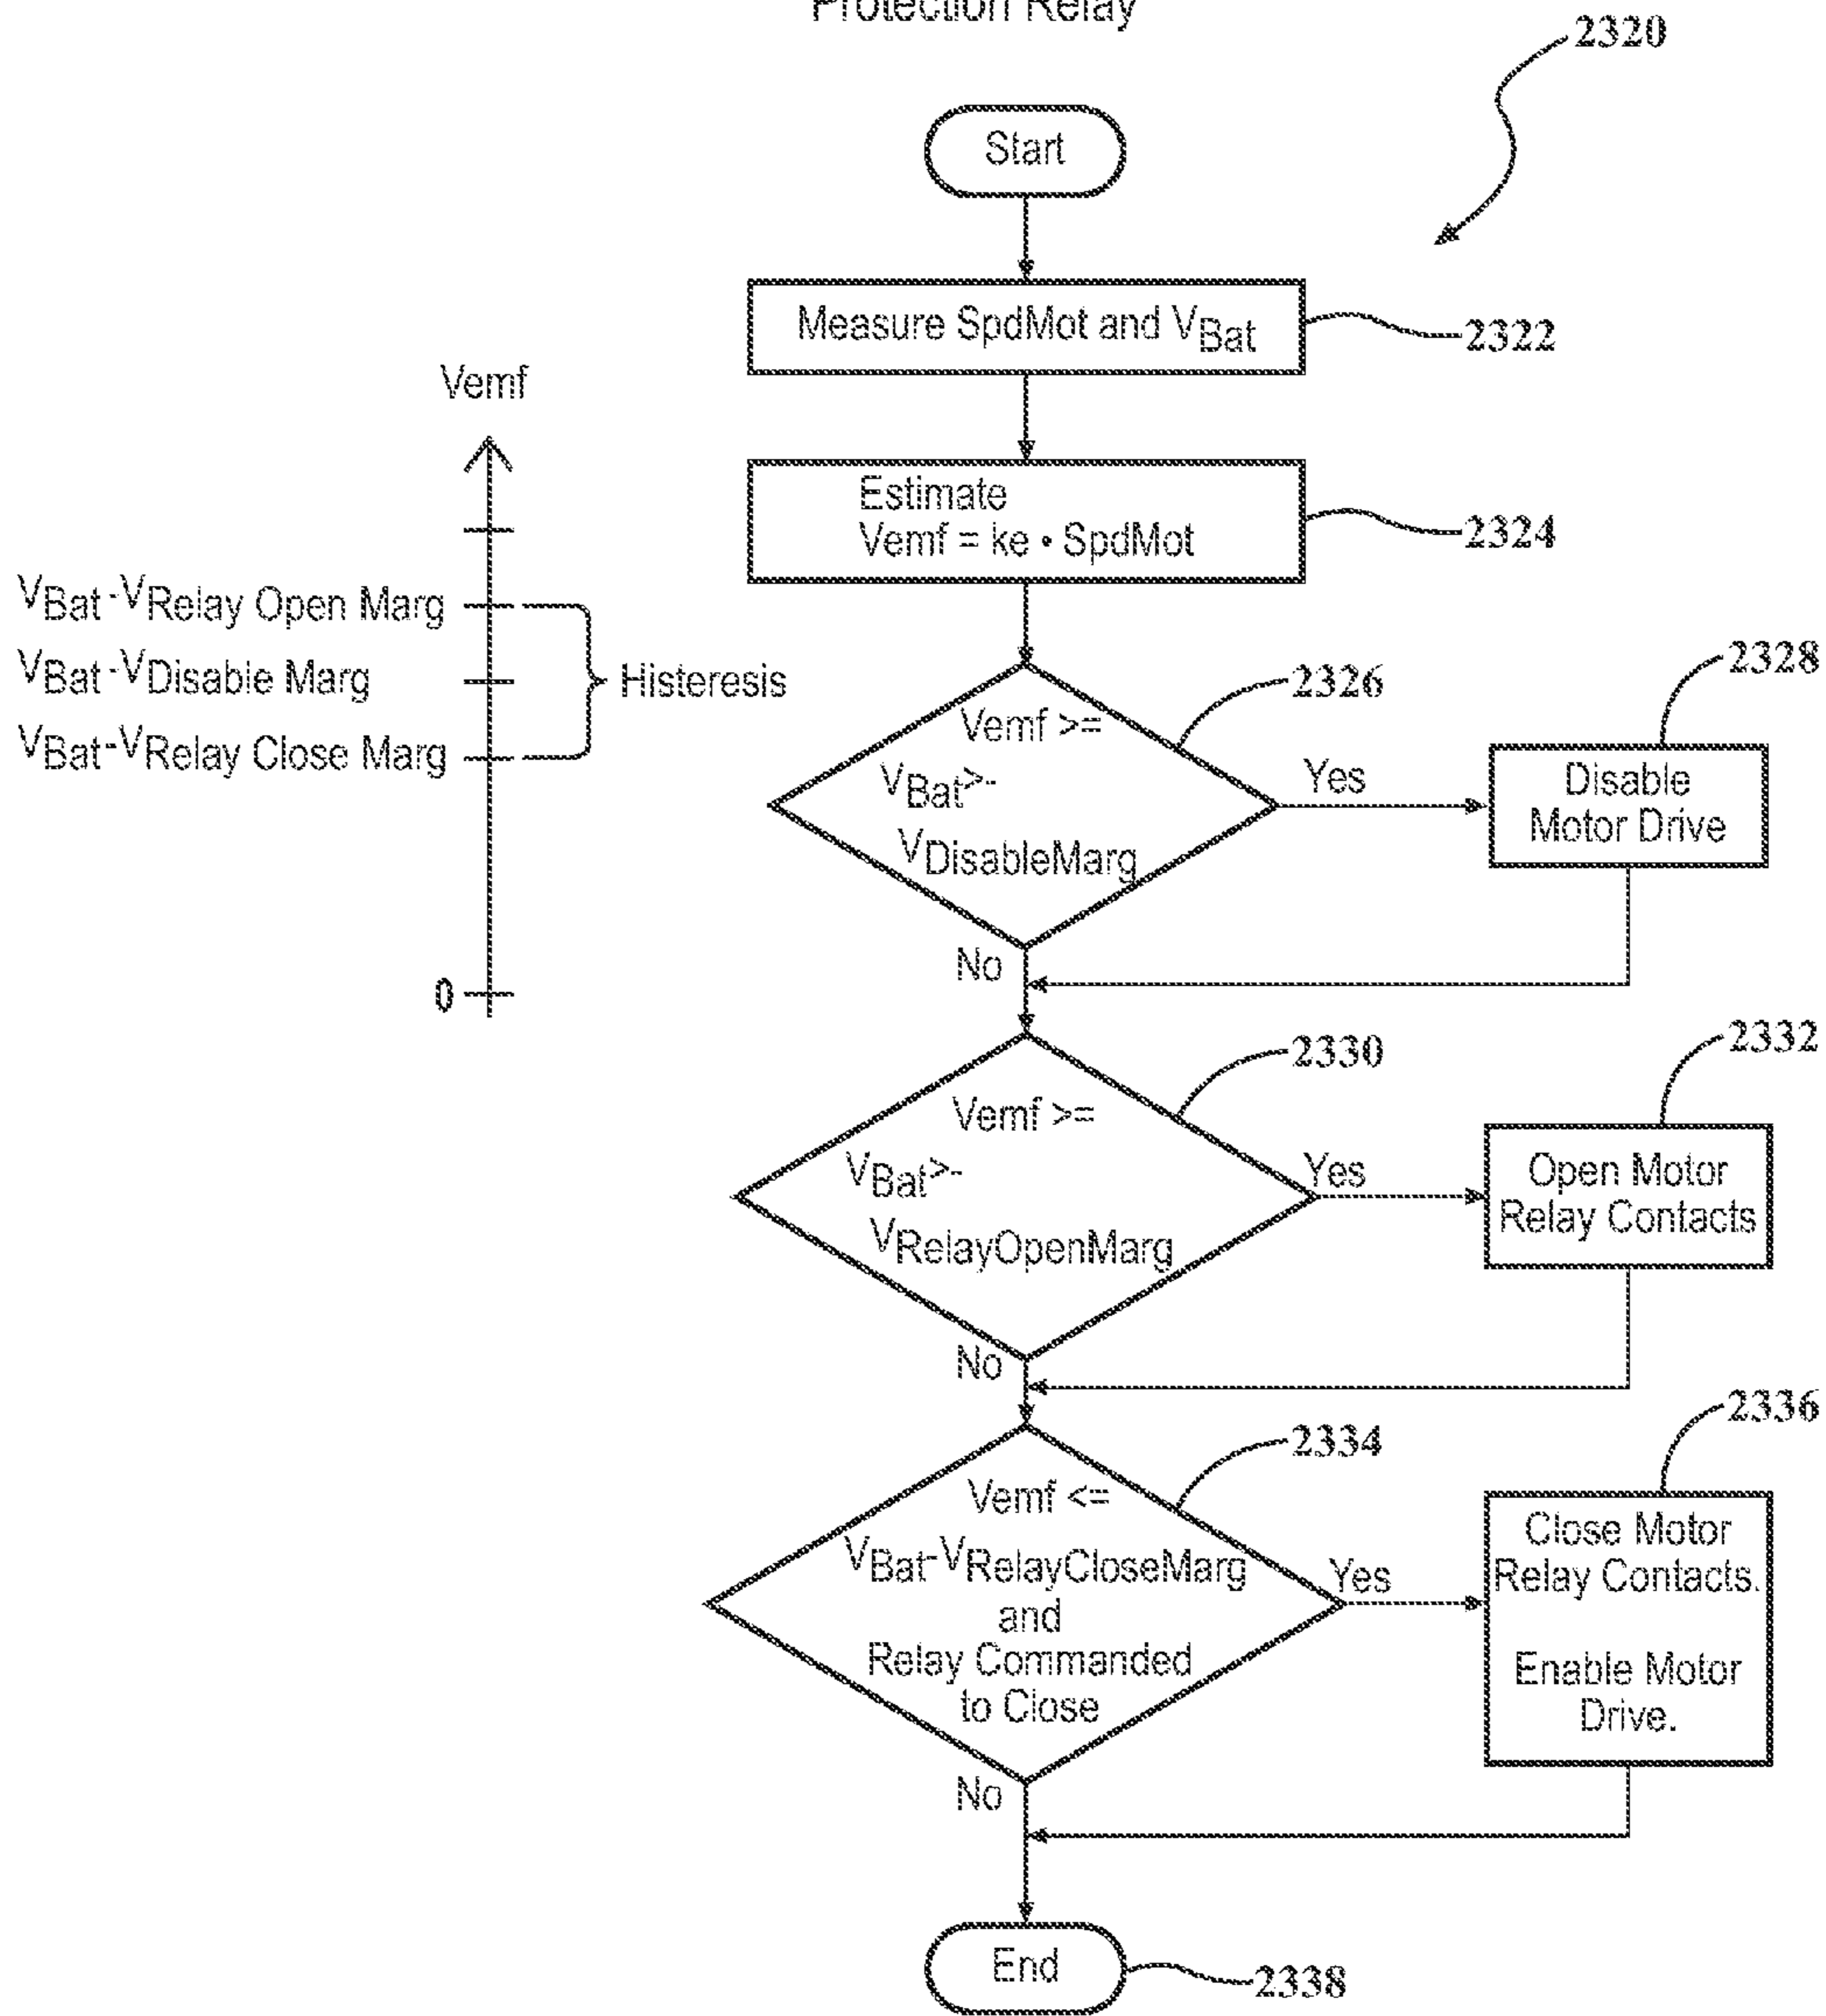 Protection Relay
2320
Start
Measure SpdMot and VBat
2322
Estimate
Vemf = ke • SpdMot
2324
Vemf
VBat-VRelay Open Marg
VBat-VDisable Marg
VBat-VRelay Close Marg
Histeresis
0
Vemf >=
VBat>-
VDisableMarg
2326
Yes
No
Disable
Motor Drive
2328
Vemf >=
VBat>-
VRelayOpenMarg
2330
Yes
No
Open Motor
Relay Contacts
2332
Vemf <=
VBat-VRelayCloseMarg
and
Relay Commanded
to Close
2334
Yes
No
Close Motor
Relay Contacts.
Enable Motor
Drive.
2336
End
2338